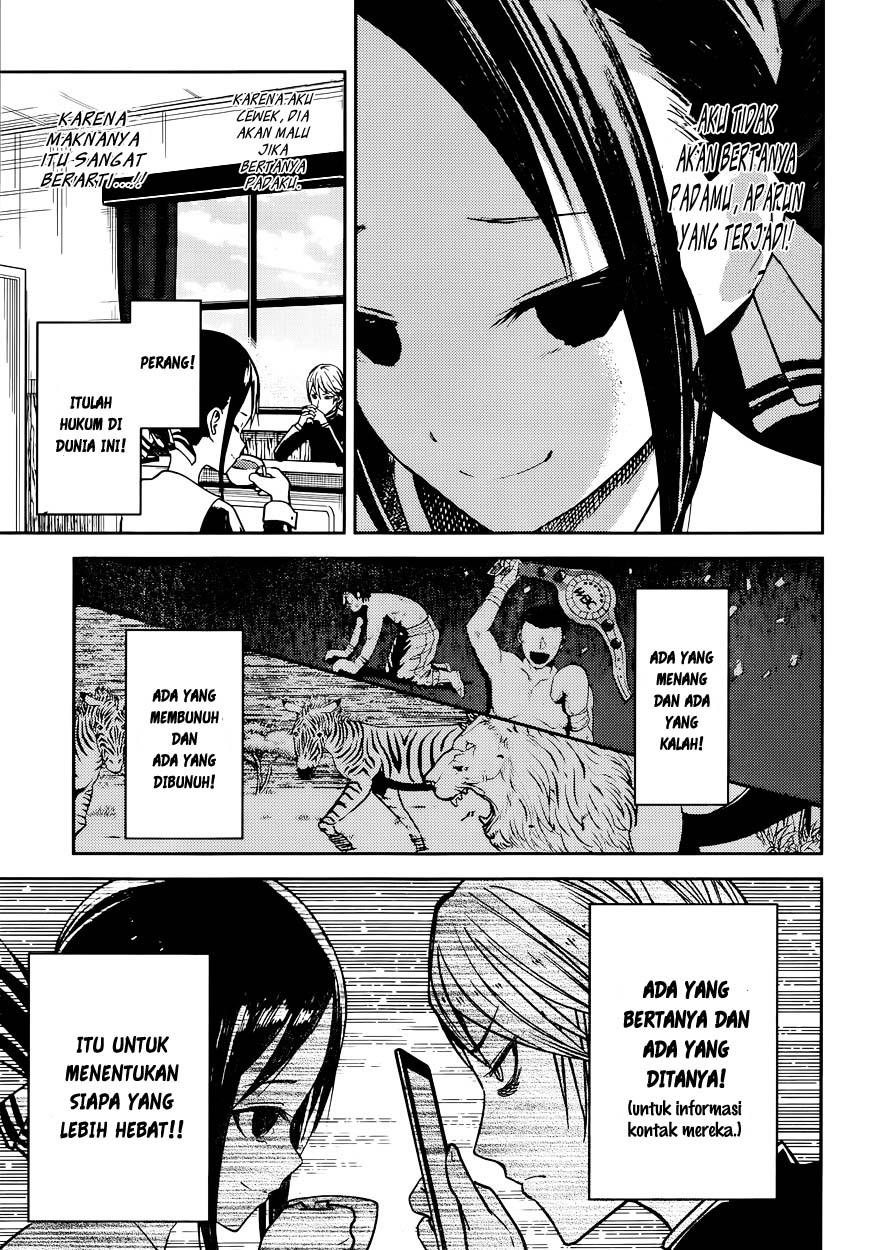 AKU TIDAK
AKAN BERTANYA
PADAMU, APAPUN
YANG TERJADI!
KARENA AKU
CEWEK, DIA
AKAN MALU
JIKA
BERTANYA
PADAKU.
KARENA
MAKNANYA
ITU SANGAT
BERARTI...!!
PERANG!
ITULAH
HUKUM DI
DUNIA INI!
WBC
ADA YANG
MENANG
DAN ADA
YANG
KALAH!
ADA YANG
MEMBUNUH
DAN
ADA YANG
DIBUNUH!
ADA YANG
BERTANYA DAN
ADA YANG
DITANYA!
(untuk informasi
kontak mereka.)
ITU UNTUK
MENENTUKAN
SIAPA YANG
LEBIH HEBAT!!